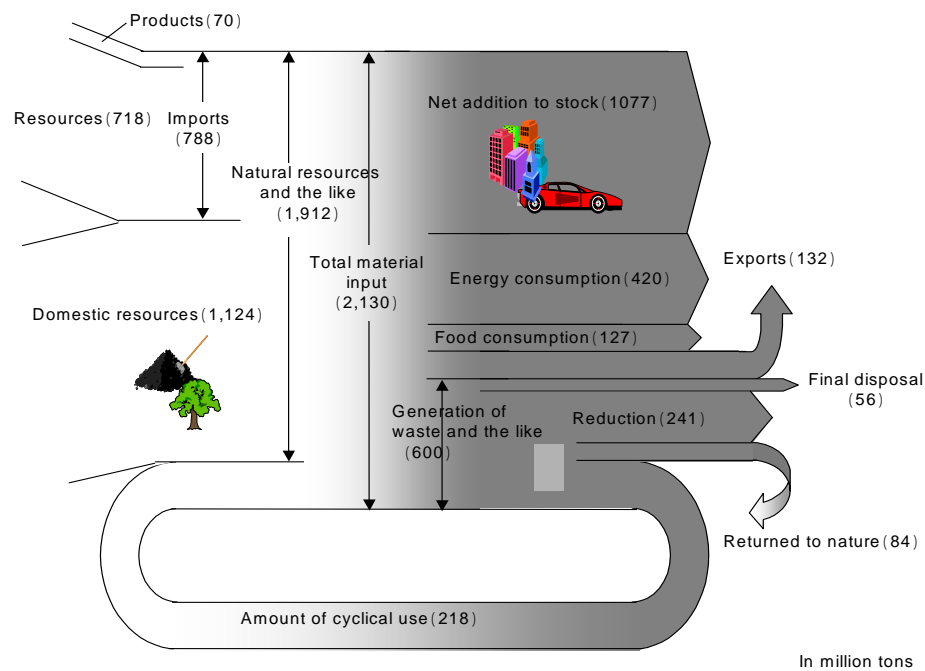 Products(70)
Resources(718)
Imports
(788)
Natural resources
and the like
(1,912)
Total material
input
(2,130)
Domestic resources(1,124)
Net addition to stock(1077)
Energy consumption(420)
Food consumption(127)
Exports(132)
Final disposal
(56)
Generation of
waste and the like
(600)
Reduction(241)
Returned to nature(84)
Amount of cyclical use(218)
In million tons